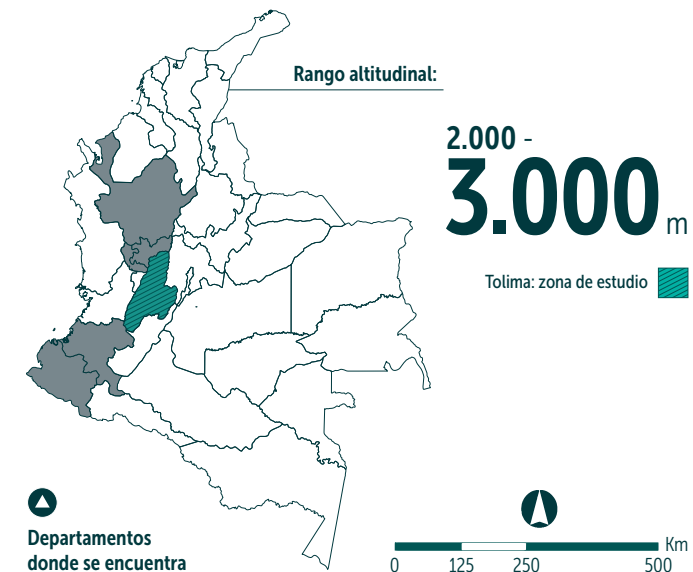 Rango altitudinal:
2.000 -
3.000 m
Tolima: zona de estudio
Departamentos
donde se encuentra
Km
0 125 250 500